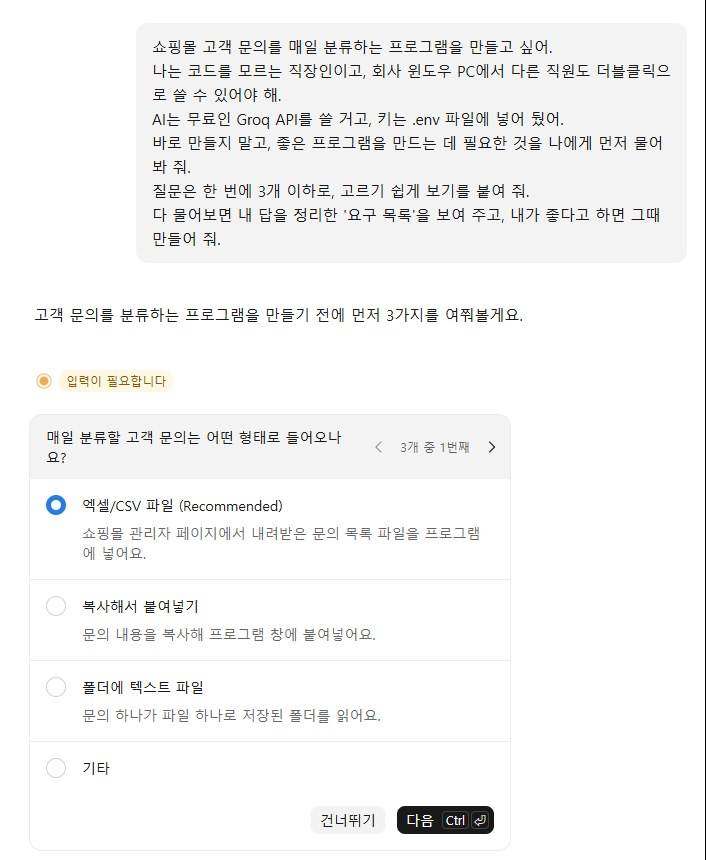 쇼핑몰 고객 문의를 매일 분류하는 프로그램을 만들고 싶어.
나는 코드를 모르는 직장인이고, 회사 윈도우 PC에서 다른 직원도 더블클릭으
로 쓸 수 있어야 해.
AI는 무료인 Groq API를 쓸 거고, 키는 .env 파일에 넣어 뒀어.
바로 만들지 말고, 좋은 프로그램을 만드는 데 필요한 것을 나에게 먼저 물어
봐 줘.
질문은 한 번에 3개 이하로, 고르기 쉽게 보기를 붙여 줘.
다 물어보면 내 답을 정리한 '요구 목록'을 보여 주고, 내가 좋다고 하면 그때
만들어 줘.
고객 문의를 분류하는 프로그램을 만들기 전에 먼저 3가지를 여쭤볼게요.
입력이 필요합니다
매일 분류할 고객 문의는 어떤 형태로 들어오나
요?
3개 중 1번째
엑셀/CSV 파일 (Recommended)
쇼핑몰 관리자 페이지에서 내려받은 문의 목록 파일을 프로그램
에 넣어요.
복사해서 붙여넣기
문의 내용을 복사해 프로그램 창에 붙여넣어요.
폴더에 텍스트 파일
문의 하나가 파일 하나로 저장된 폴더를 읽어요.
기타
건너뛰기
다음 Ctrl ⏎